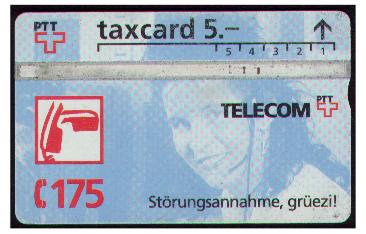 PTT taxcard 5.–
5 4 3 2 1
TELECOM PTT
175
Störungsannahme, grüezi!